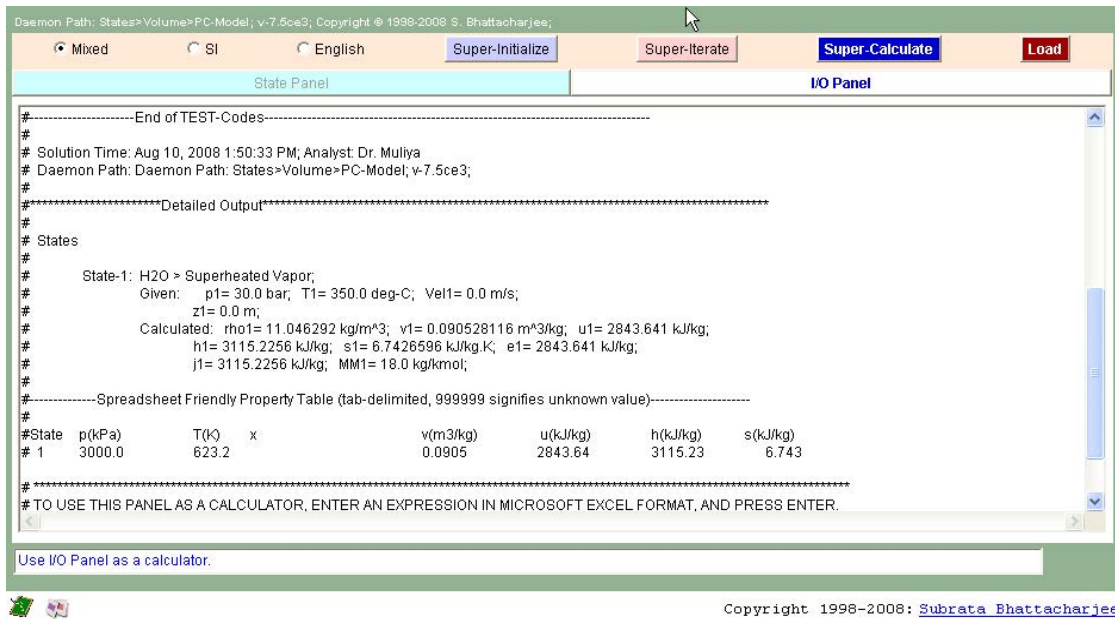 Daemon Path: States>Volume>PC-Model; v-7.5ce3; Copyright © 1998-2008 S. Bhattacharjee;
Mixed SI English Super-Initialize Super-Iterate Super-Calculate Load
State Panel I/O Panel
#----------------------End of TEST-Codes--------------------------------------------------------------------------------
#
# Solution Time: Aug 10, 2008 1:50:33 PM; Analyst: Dr. Muliya
# Daemon Path: Daemon Path: States>Volume>PC-Model; v-7.5ce3;
#
#**********************Detailed Output**********************************************************************************
#
# States
#
# State-1: H2O > Superheated Vapor;
# Given: p1= 30.0 bar; T1= 350.0 deg-C; Vel1= 0.0 m/s;
# z1= 0.0 m;
# Calculated: rho1= 11.046292 kg/m^3; v1= 0.090528116 m^3/kg; u1= 2843.641 kJ/kg;
# h1= 3115.2256 kJ/kg; s1= 6.7426596 kJ/kg.K; e1= 2843.641 kJ/kg;
# j1= 3115.2256 kJ/kg; MM1= 18.0 kg/kmol;
#
#--------------Spreadsheet Friendly Property Table (tab-delimited, 999999 signifies unknown value)---------------------
#
#State p(kPa) T(K) x v(m3/kg) u(kJ/kg) h(kJ/kg) s(kJ/kg)
# 1 3000.0 623.2 0.0905 2843.64 3115.23 6.743
# ******************************************************************************************************************
# TO USE THIS PANEL AS A CALCULATOR, ENTER AN EXPRESSION IN MICROSOFT EXCEL FORMAT, AND PRESS ENTER.
Use I/O Panel as a calculator.
Copyright 1998-2008: Subrata Bhattacharjee